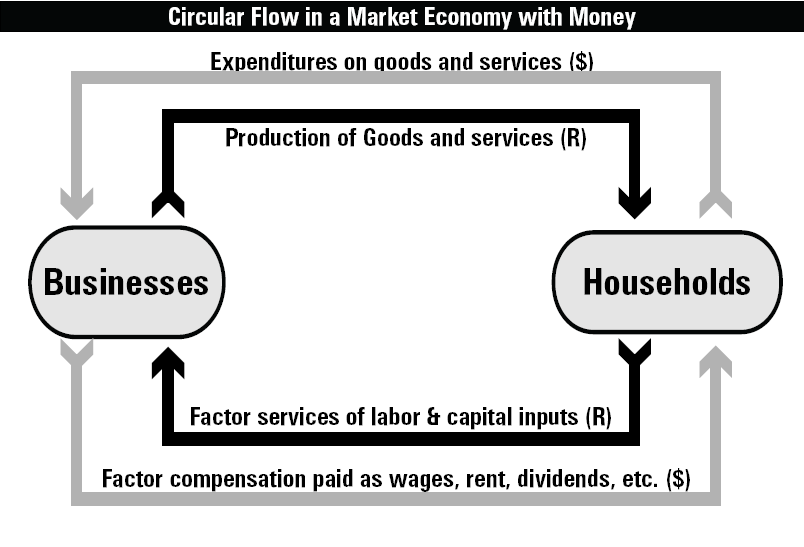 Circular Flow in a Market Economy with Money
Expenditures on goods and services ($)
Production of Goods and services (R)
Businesses
Households
Factor services of labor & capital inputs (R)
Factor compensation paid as wages, rent, dividends, etc. ($)